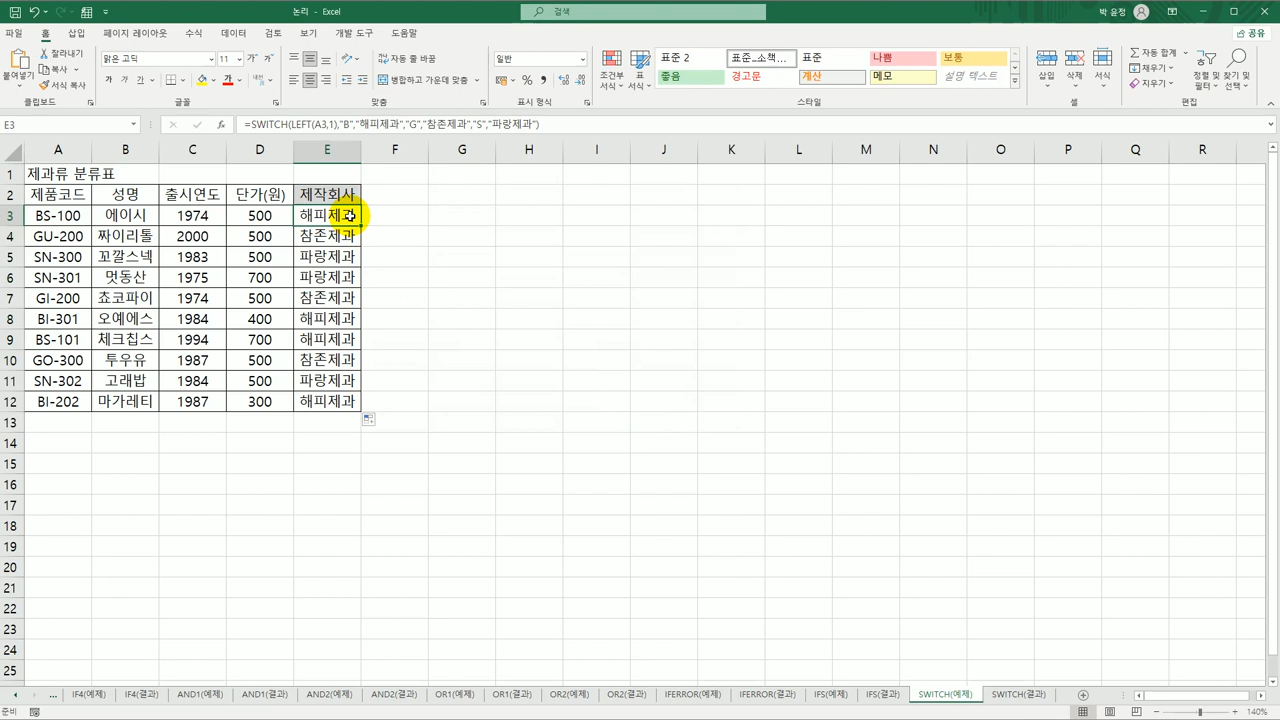 논리 - Excel
검색
박 윤정
파일 홈 삽입 페이지 레이아웃 수식 데이터 검토 보기 개발 도구 도움말
공유
붙여넣기
잘라내기
복사
서식 복사
클립보드
맑은 고딕 11
가 가 가
글꼴
자동 줄 바꿈
병합하고 가운데 맞춤
맞춤
일반
표시 형식
조건부 서식
표 서식
표준 2 표준_소책... 표준 나쁨 보통
좋음 경고문 계산 메모 설명 텍스트
스타일
삽입 삭제 서식
셀
자동 합계
채우기
지우기
정렬 및 필터
찾기 및 선택
편집
E3 =SWITCH(LEFT(A3,1),"B","해피제과","G","참존제과","S","파랑제과")
A B C D E F G H I J K L M N O P Q R
1 제과류 분류표
2 제품코드 성명 출시연도 단가(원) 제작회사
3 BS-100 에이시 1974 500 해피제과
4 GU-200 짜이리톨 2000 500 참존제과
5 SN-300 꼬깔스넥 1983 500 파랑제과
6 SN-301 멋동산 1975 700 파랑제과
7 GI-200 쵸코파이 1974 500 참존제과
8 BI-301 오예에스 1984 400 해피제과
9 BS-101 체크칩스 1994 700 해피제과
10 GO-300 투우유 1987 500 참존제과
11 SN-302 고래밥 1984 500 파랑제과
12 BI-202 마가레티 1987 300 해피제과
13
14
15
16
17
18
19
20
21
22
23
24
25
... IF4(예제) IF4(결과) AND1(예제) AND1(결과) AND2(예제) AND2(결과) OR1(예제) OR1(결과) OR2(예제) OR2(결과) IFERROR(예제) IFERROR(결과) IFS(예제) IFS(결과) SWITCH(예제) SWITCH(결과)
준비
140%